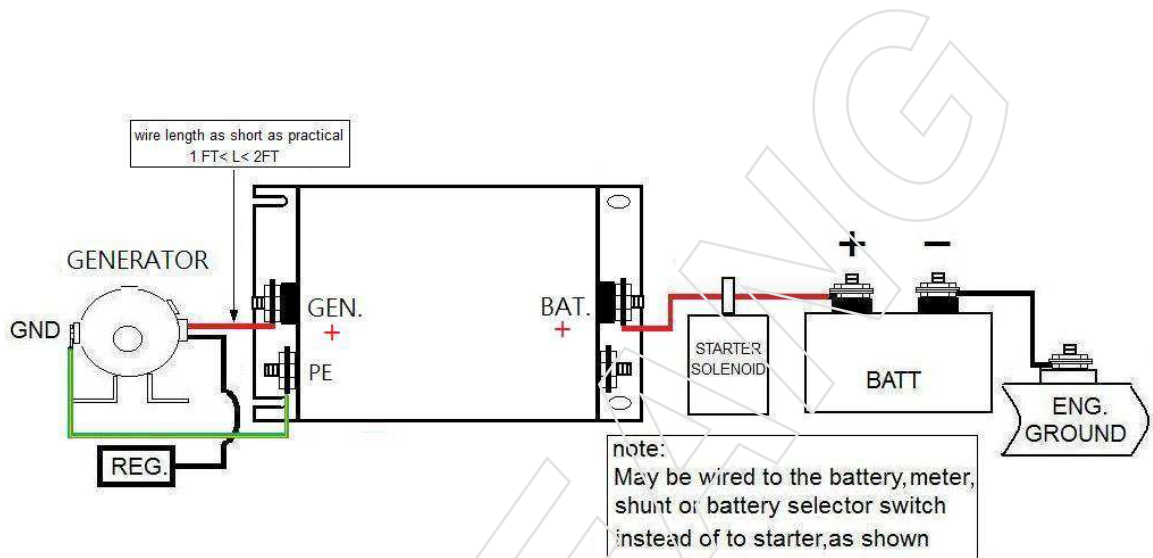 wire length as short as practical
1 FT< L< 2FT
GENERATOR
GND
GEN.
+
PE
REG.
BAT.
+
STARTER
SOLENOID
+ −
BATT
ENG.
GROUND
note:
May be wired to the battery,meter,
shunt or battery selector switch
instead of to starter,as shown